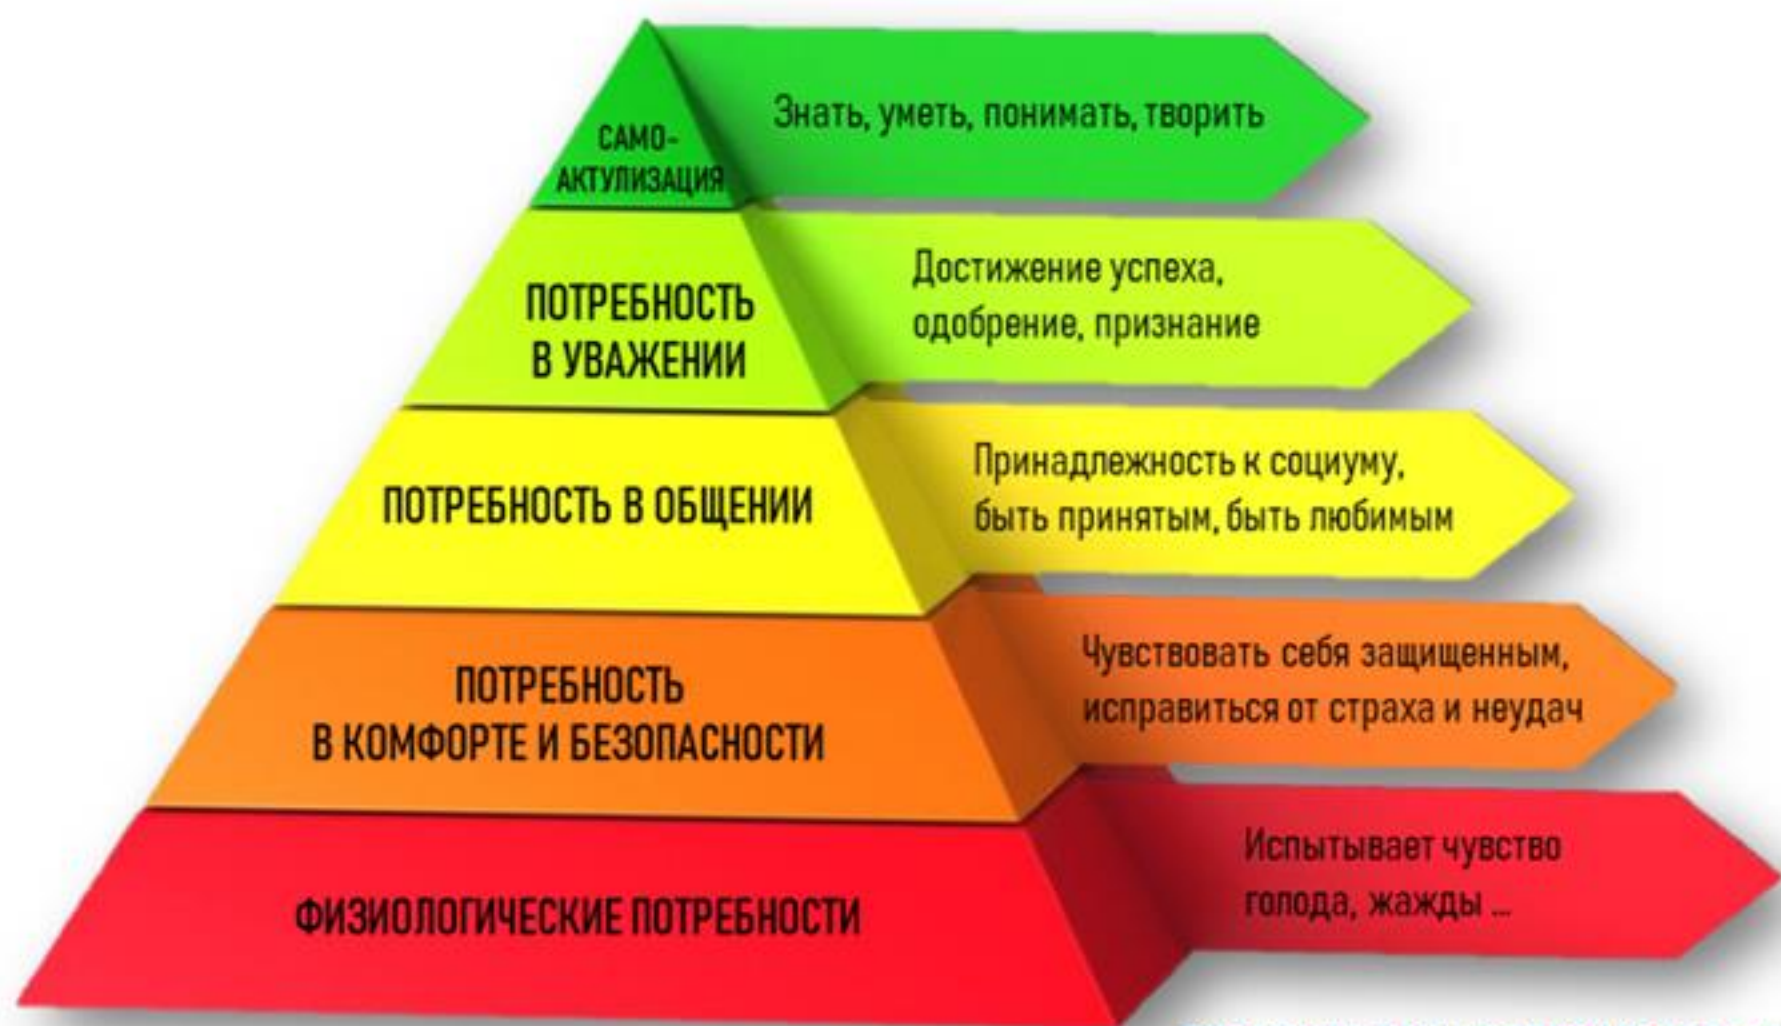 САМО-
АКТУЛИЗАЦИЯ
Знать, уметь, понимать, творить
ПОТРЕБНОСТЬ
В УВАЖЕНИИ
Достижение успеха,
одобрение, признание
ПОТРЕБНОСТЬ В ОБЩЕНИИ
Принадлежность к социуму,
быть принятым, быть любимым
ПОТРЕБНОСТЬ
В КОМФОРТЕ И БЕЗОПАСНОСТИ
Чувствовать себя защищенным,
исправиться от страха и неудач
ФИЗИОЛОГИЧЕСКИЕ ПОТРЕБНОСТИ
Испытывает чувство
голода, жажды ...